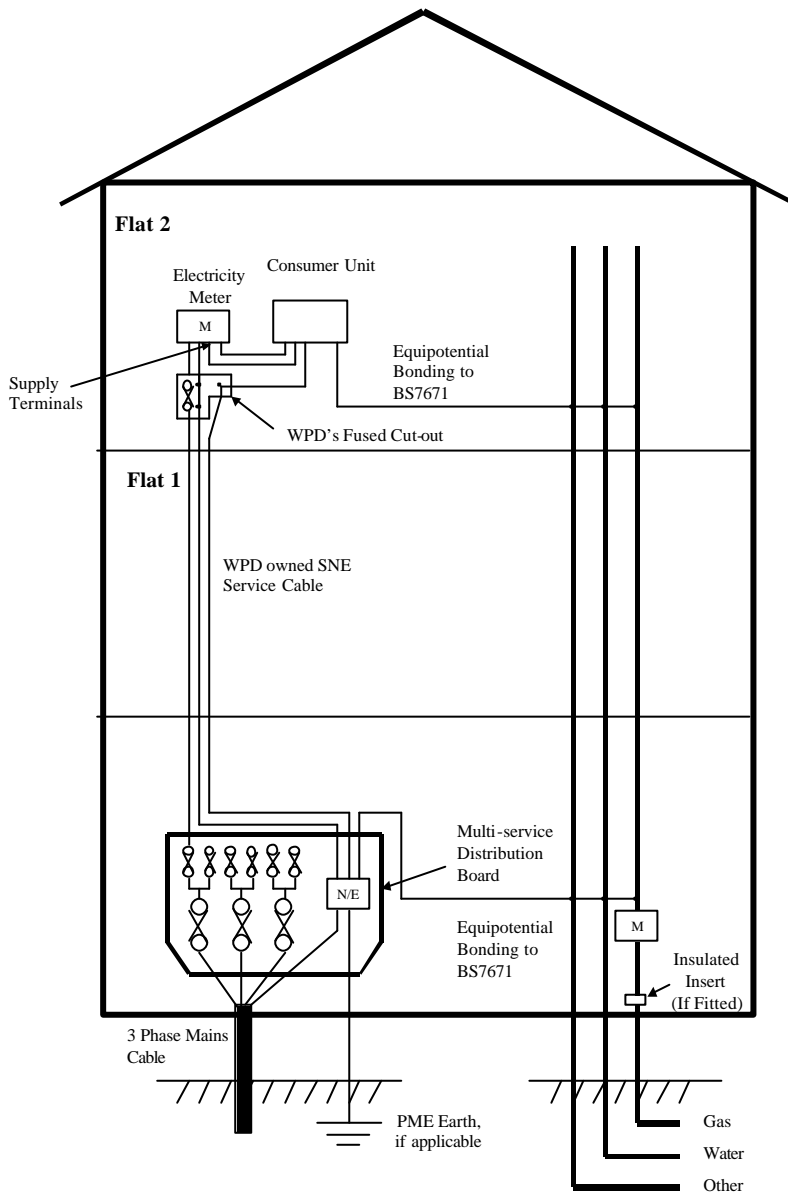 Flat 2
Electricity
Meter
Consumer Unit
M
Supply
Terminals
Equipotential
Bonding to
BS7671
WPD's Fused Cut-out
Flat 1
WPD owned SNE
Service Cable
Multi-service
Distribution
Board
N/E
M
Equipotential
Bonding to
BS7671
Insulated
Insert
(If Fitted)
3 Phase Mains
Cable
PME Earth,
if applicable
Gas
Water
Other